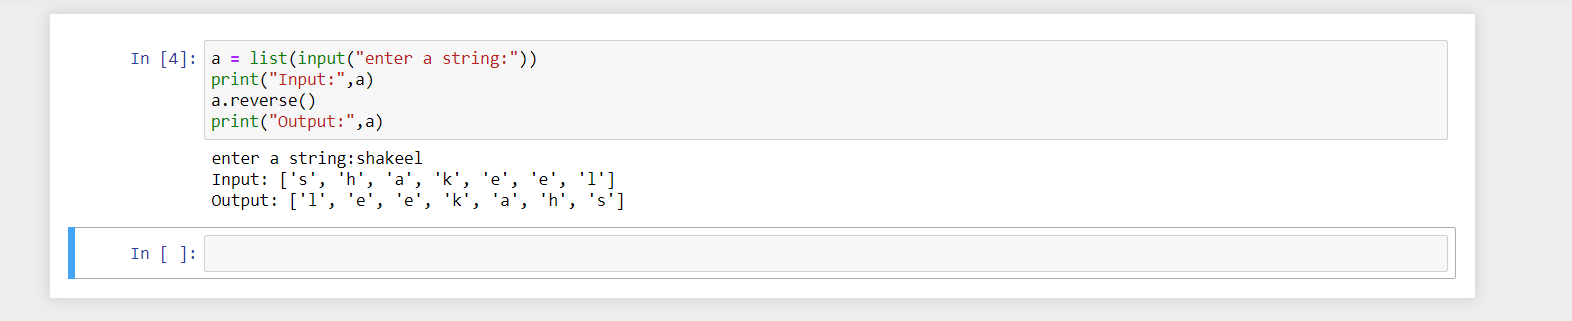 In [4]: a = list(input("enter a string:"))
print("Input:",a)
a.reverse()
print("Output:",a)
enter a string:shakeel
Input: ['s', 'h', 'a', 'k', 'e', 'e', 'l']
Output: ['l', 'e', 'e', 'k', 'a', 'h', 's']
In [ ]: